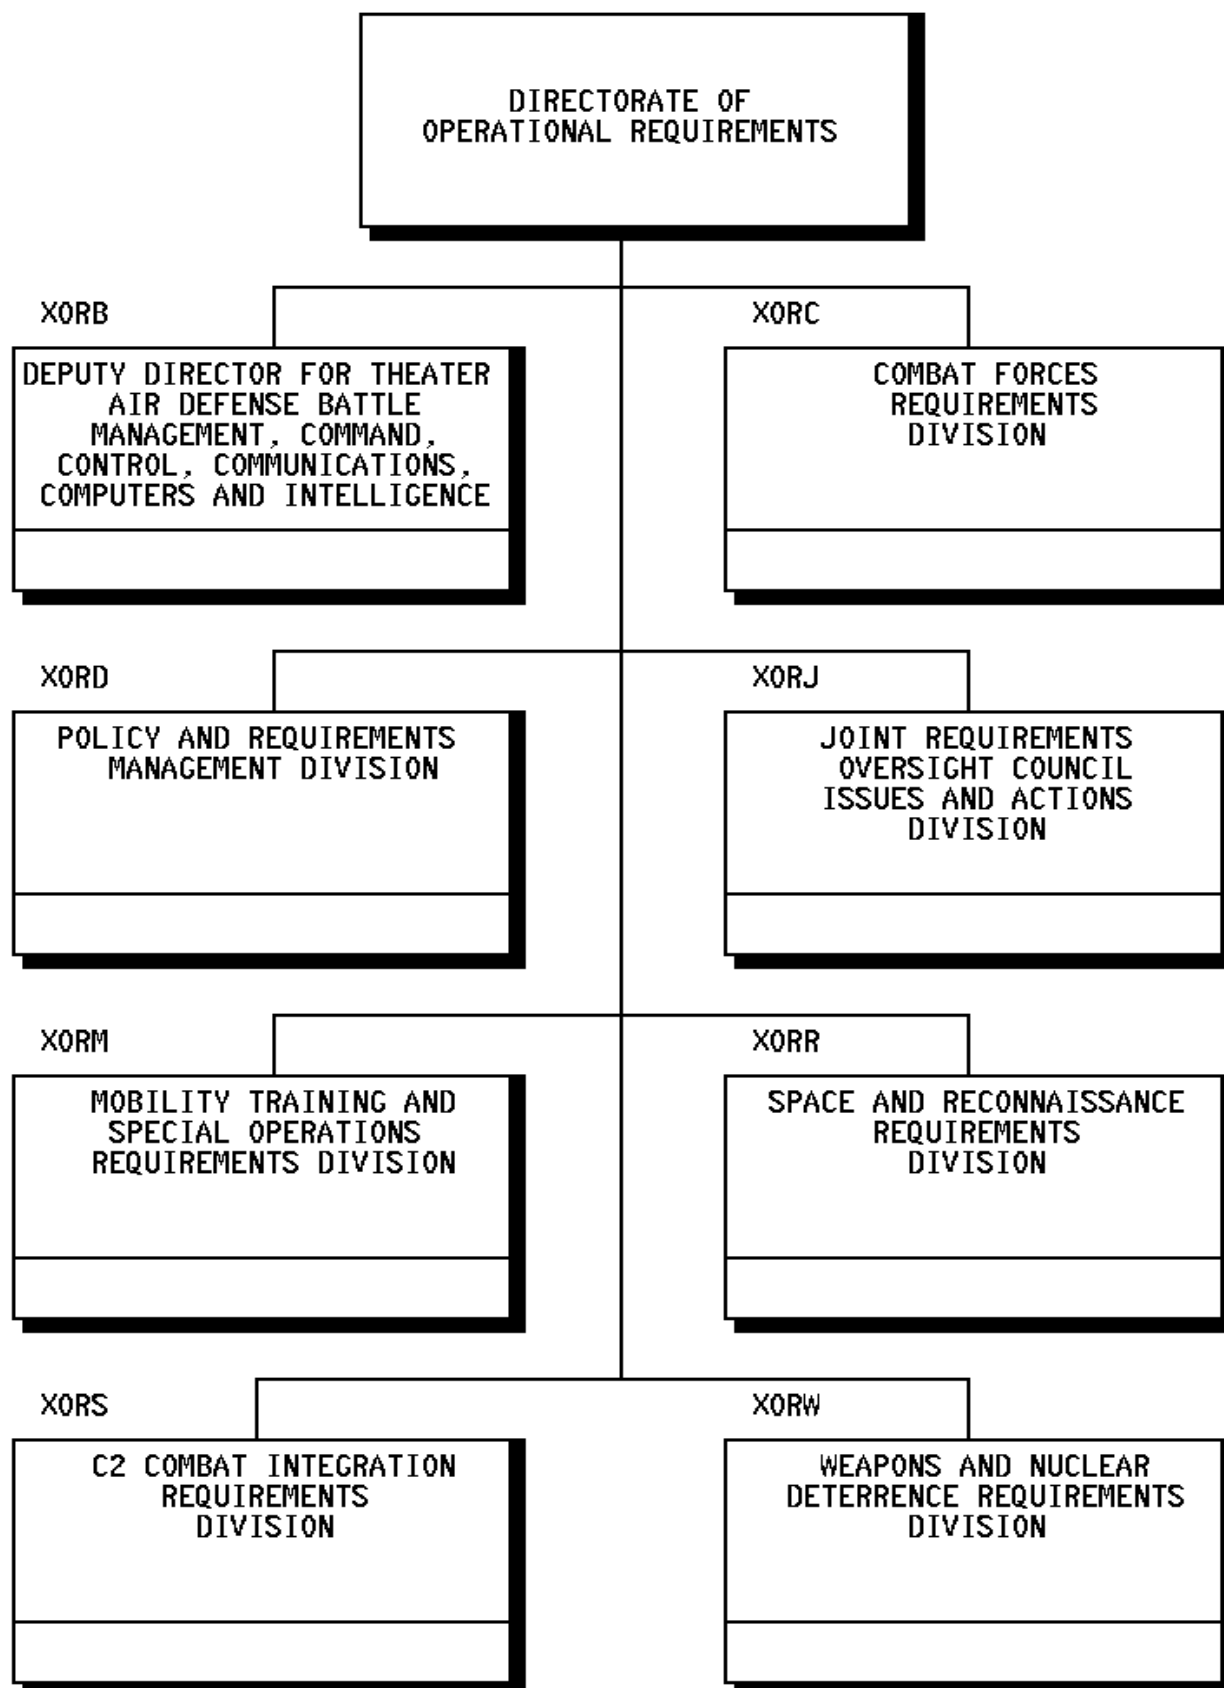 DIRECTORATE OF
OPERATIONAL REQUIREMENTS
XORB
DEPUTY DIRECTOR FOR THEATER
AIR DEFENSE BATTLE
MANAGEMENT, COMMAND,
CONTROL, COMMUNICATIONS,
COMPUTERS AND INTELLIGENCE
XORC
COMBAT FORCES
REQUIREMENTS
DIVISION
XORD
POLICY AND REQUIREMENTS
MANAGEMENT DIVISION
XORJ
JOINT REQUIREMENTS
OVERSIGHT COUNCIL
ISSUES AND ACTIONS
DIVISION
XORM
MOBILITY TRAINING AND
SPECIAL OPERATIONS
REQUIREMENTS DIVISION
XORR
SPACE AND RECONNAISSANCE
REQUIREMENTS
DIVISION
XORS
C2 COMBAT INTEGRATION
REQUIREMENTS
DIVISION
XORW
WEAPONS AND NUCLEAR
DETERRENCE REQUIREMENTS
DIVISION